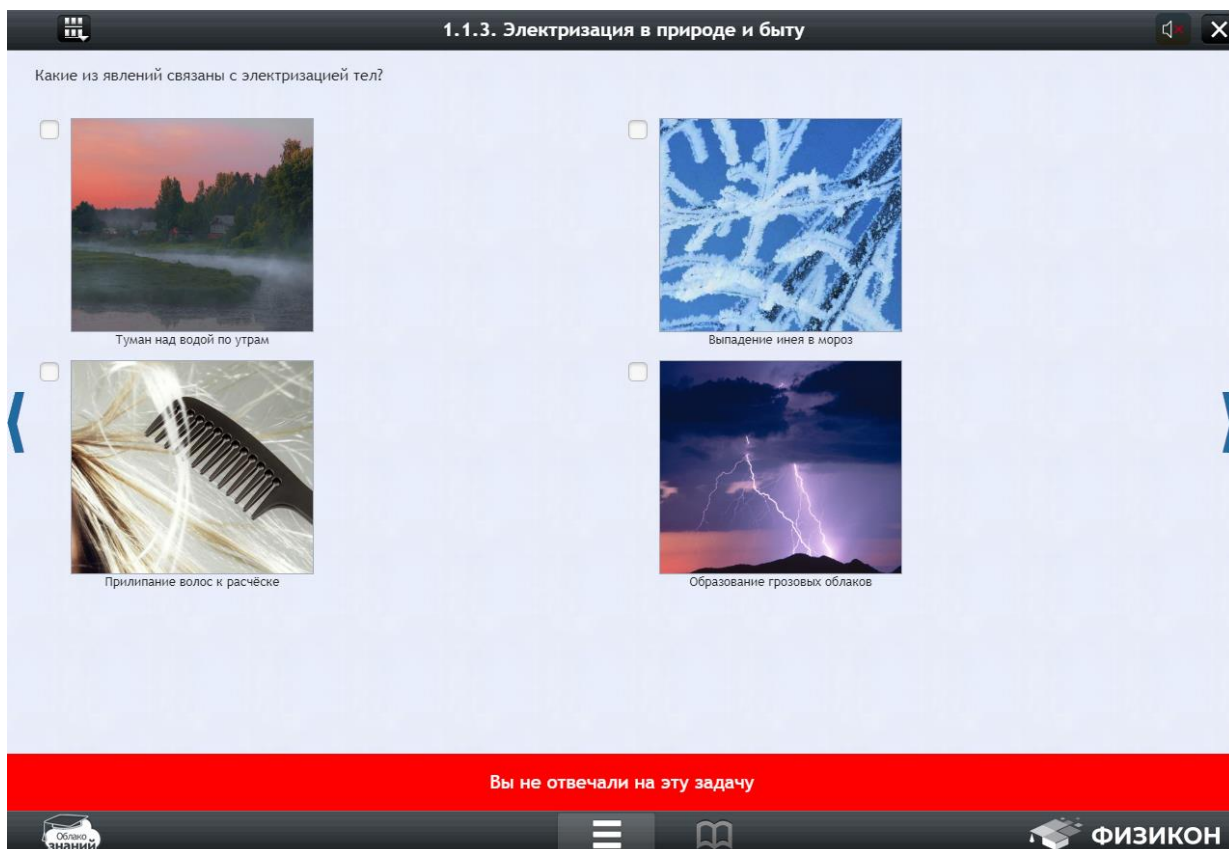 1.1.3. Электризация в природе и быту
Какие из явлений связаны с электризацией тел?
Туман над водой по утрам
Выпадение инея в мороз
Прилипание волос к расчёске
Образование грозовых облаков
Вы не отвечали на эту задачу
Облако
знаний
ФИЗИКОН